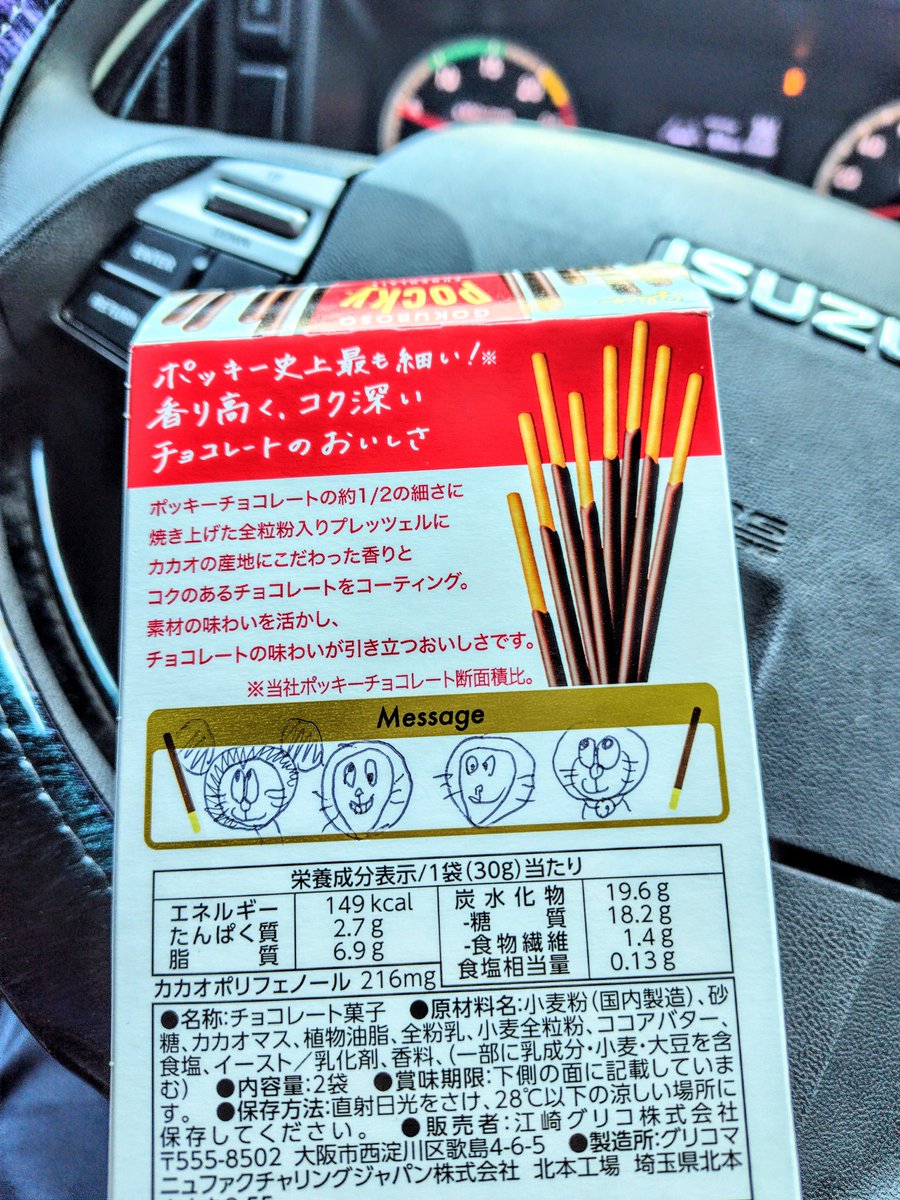 ENTER
RETURN
ISUZU
POCKY
GOKUBOSO
ポッキー史上最も細い!※
香り高く、コク深い
チョコレートのおいしさ
ポッキーチョコレートの約1/2の細さに
焼き上げた全粒粉入りプレッツェルに
カカオの産地にこだわった香りと
コクのあるチョコレートをコーティング。
素材の味わいを活かし、
チョコレートの味わいが引き立つおいしさです。
※当社ポッキーチョコレート断面積比。
Message
栄養成分表示/1袋(30g)当たり
エネルギー 149kcal 炭水化物 19.6g
たんぱく質 2.7g -糖質 18.2g
脂質 6.9g -食物繊維 1.4g
食塩相当量 0.13g
カカオポリフェノール 216mg
●名称:チョコレート菓子 ●原材料名:小麦粉(国内製造)、砂
糖、カカオマス、植物油脂、全粉乳、小麦全粒粉、ココアバター、
食塩、イースト/乳化剤、香料、(一部に乳成分・小麦・大豆を含
む) ●内容量:2袋 ●賞味期限:下側の面に記載していま
す。 ●保存方法:直射日光をさけ、28℃以下の涼しい場所に
保存してください。 ●販売者:江崎グリコ株式会社
〒555-8502 大阪市西淀川区歌島4-6-5 ●製造所:グリコマ
ニュファクチャリングジャパン株式会社 北本工場 埼玉県北本